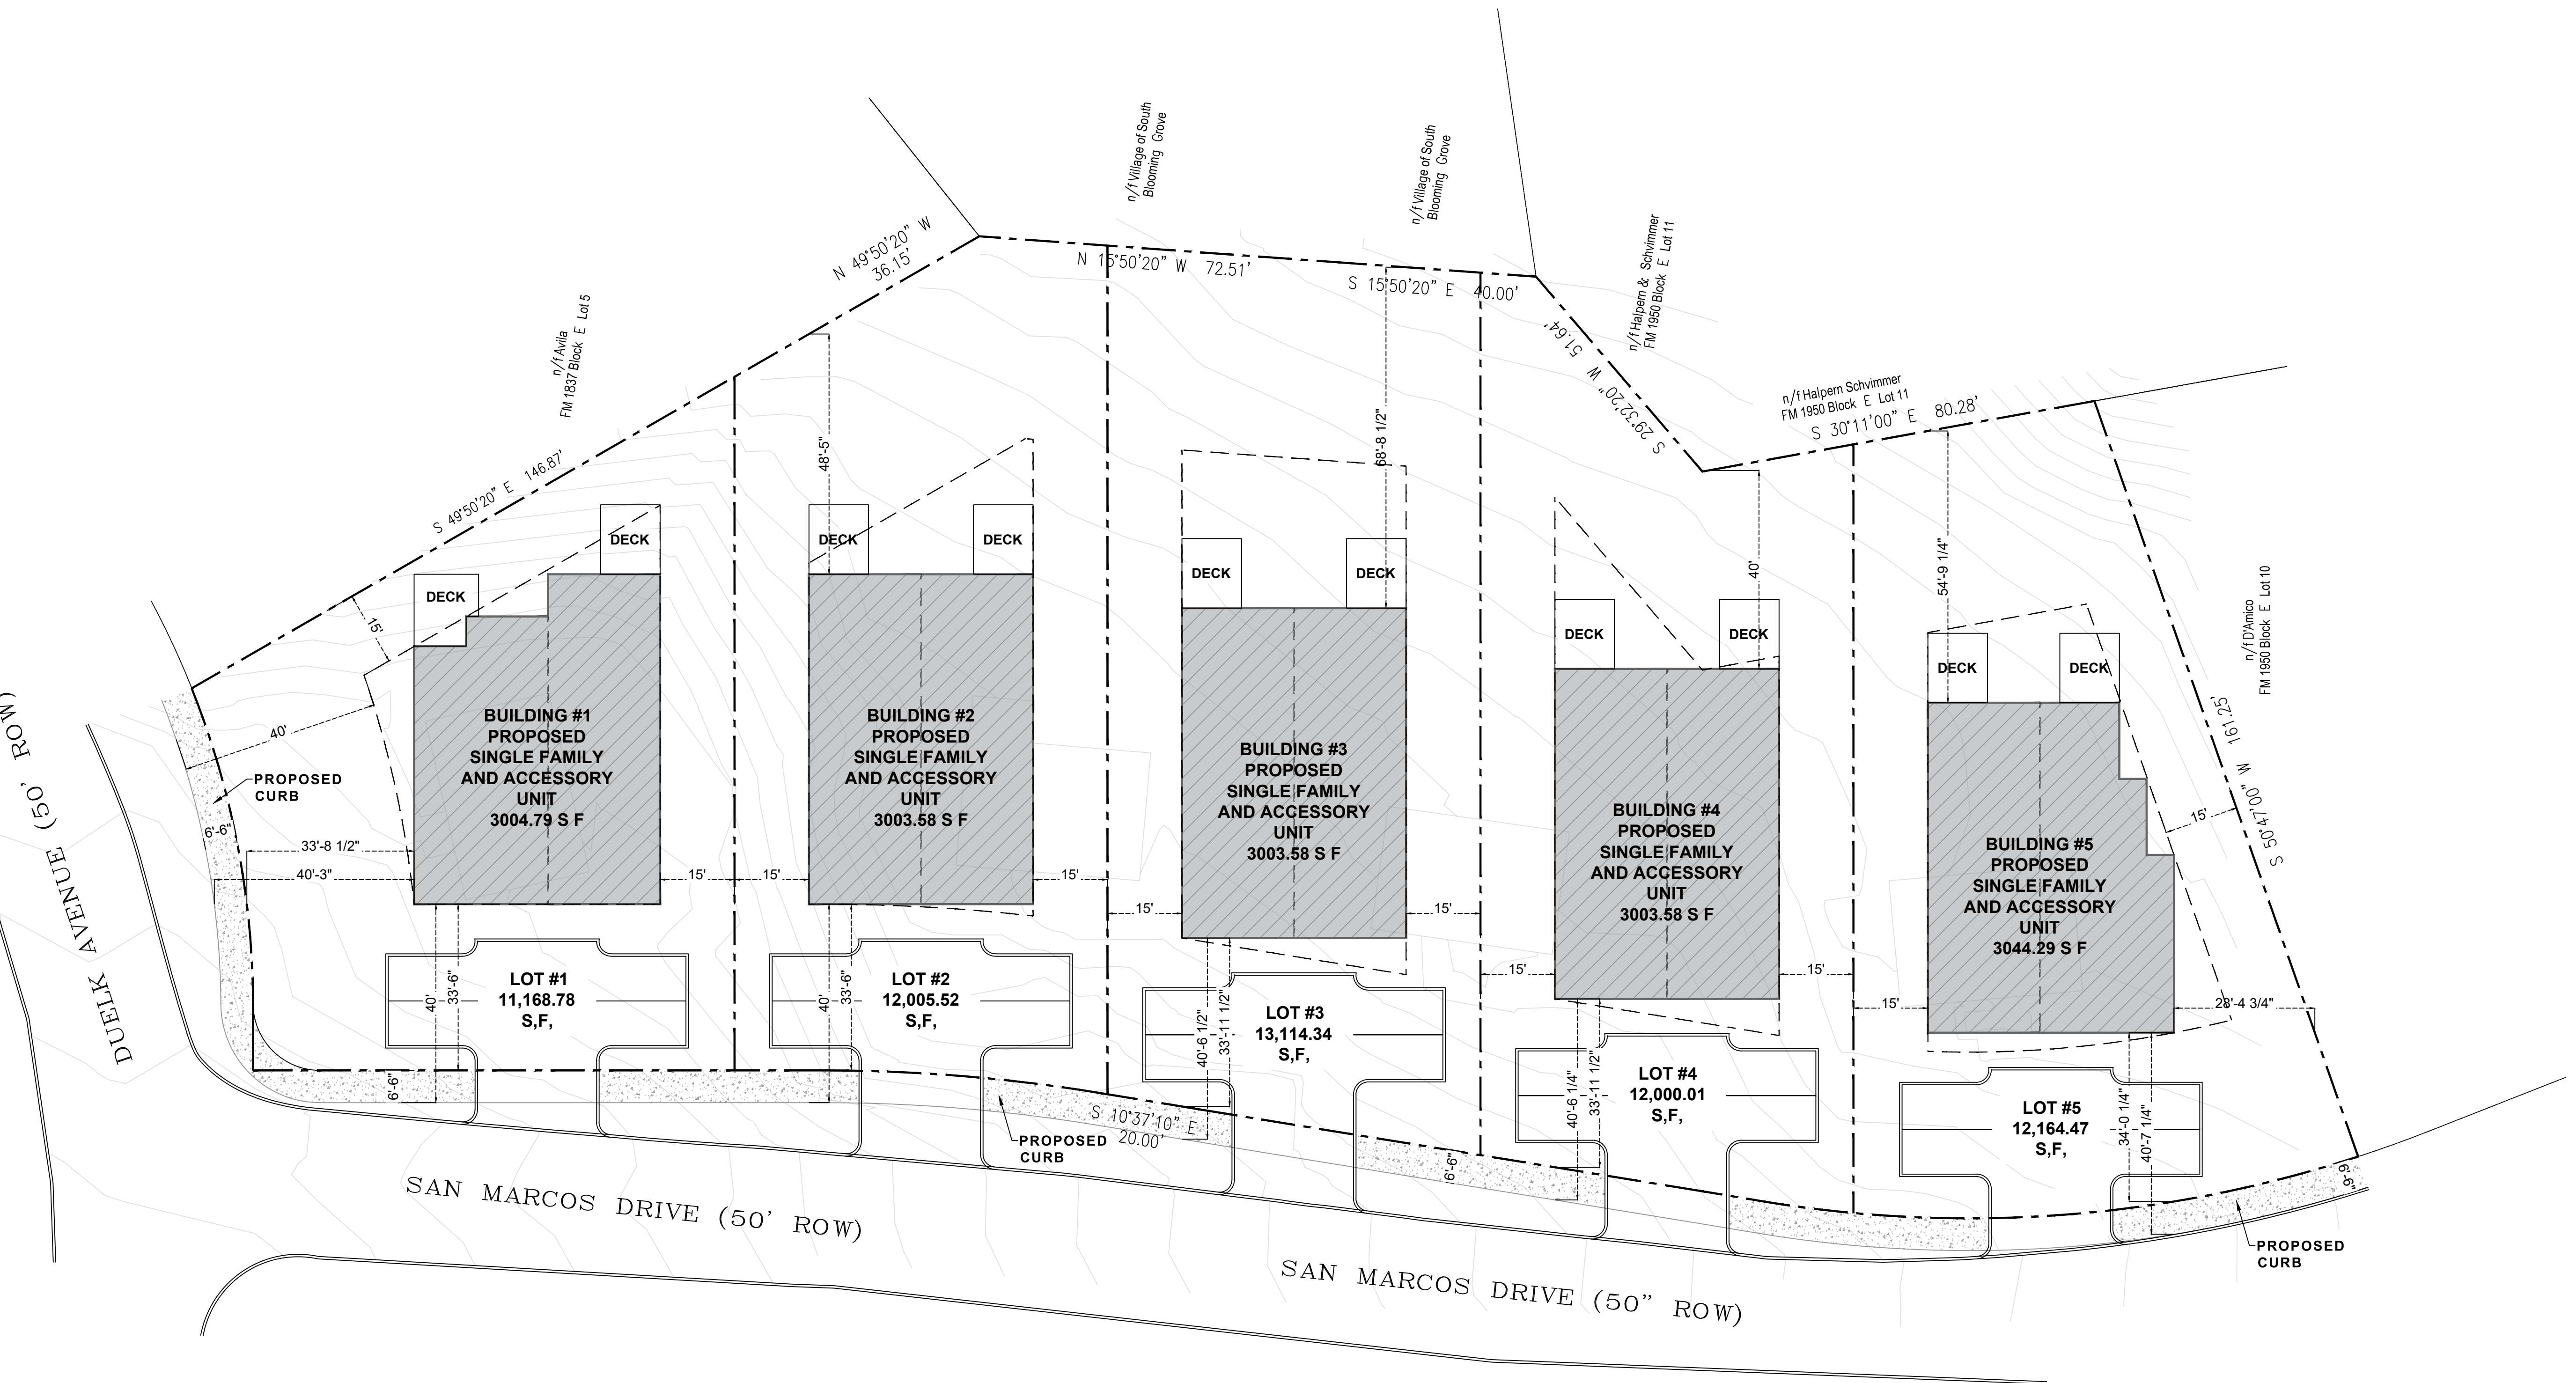 n/f Village of South
Blooming Grove
n/f Village of South
Blooming Grove
n/f Halpern & Schvimmer
FM 1950 Block E Lot 11
N 49°50'20" W
36.15'
N 15°50'20" W 72.51'
S 15°50'20" E 40.00'
n/f Avila
FM 1837 Block E Lot 5
S 29°32'20" W 51.64'
n/f Halpern Schvimmer
FM 1950 Block E Lot 11
S 30°11'00" E 80.28'
S 49°50'20" E 146.87'
48'-5"
68'-8 1/2"
40'
54'-9 1/4"
n/f D'Amico
FM 1950 Block E Lot 10
S 50°47'00" W 161.25'
15'
DECK
DECK
DECK
DECK
DECK
DECK
DECK
DECK
DECK
DECK
40'
PROPOSED
CURB
6'-6"
33'-8 1/2"
40'-3"
BUILDING #1
PROPOSED
SINGLE FAMILY
AND ACCESSORY
UNIT
3004.79 S F
BUILDING #2
PROPOSED
SINGLE FAMILY
AND ACCESSORY
UNIT
3003.58 S F
BUILDING #3
PROPOSED
SINGLE FAMILY
AND ACCESSORY
UNIT
3003.58 S F
BUILDING #4
PROPOSED
SINGLE FAMILY
AND ACCESSORY
UNIT
3003.58 S F
BUILDING #5
PROPOSED
SINGLE FAMILY
AND ACCESSORY
UNIT
3044.29 S F
15'
15'
15'
15'
15'
15'
15'
15'
15'
28'-4 3/4"
DUELK AVENUE (50' ROW)
LOT #1
11,168.78
S,F,
40'
33'-6"
LOT #2
12,005.52
S,F,
40'
33'-6"
LOT #3
13,114.34
S,F,
40'-6 1/2"
33'-11 1/2"
LOT #4
12,000.01
S,F,
40'-6 1/4"
33'-11 1/2"
LOT #5
12,164.47
S,F,
34'-0 1/4"
40'-7 1/4"
6'-6"
S 10°37'10" E
20.00'
PROPOSED
CURB
6'-6"
6'-6"
PROPOSED
CURB
SAN MARCOS DRIVE (50' ROW)
SAN MARCOS DRIVE (50" ROW)